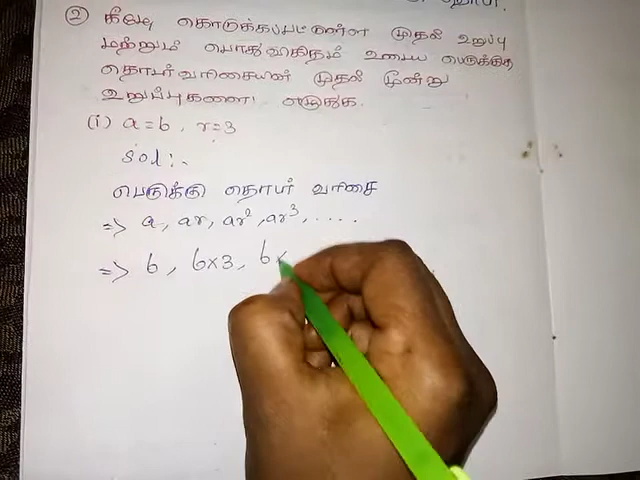 ② கீழே கொடுக்கப்பட்டுள்ள முதல் உறுப்பு
மற்றும் பொது விகிதம் உடைய பெருக்குத்
தொடர்வரிசையின் முதல் மூன்று
உறுப்புகளை எழுதுக.
(i) a = 6, r = 3
Sol :-
பெருக்கு தொடர் வரிசை
=> a, ar, ar², ar³, .....
=> 6, 6×3, 6×